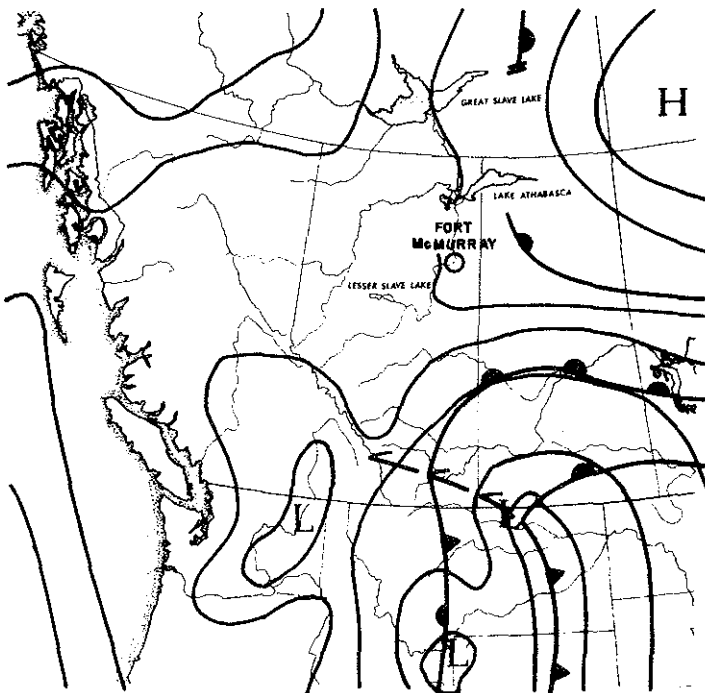 GREAT SLAVE LAKE
H
LAKE ATHABASCA
FORT
McMURRAY
LESSER SLAVE LAKE
L
L
L